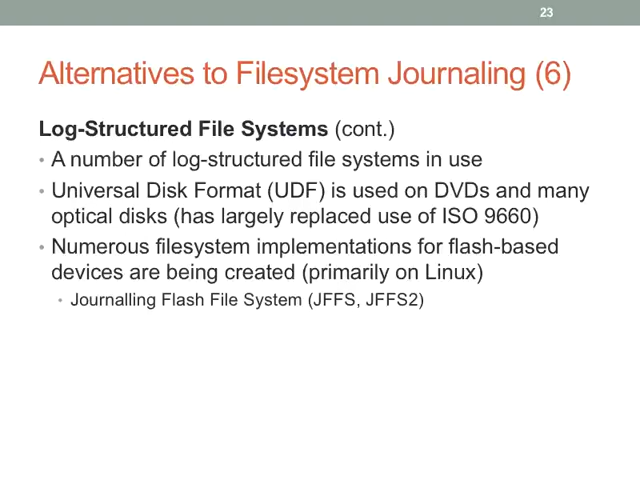 23
Alternatives to Filesystem Journaling (6)
Log-Structured File Systems (cont.)
• A number of log-structured file systems in use
• Universal Disk Format (UDF) is used on DVDs and many
optical disks (has largely replaced use of ISO 9660)
• Numerous filesystem implementations for flash-based
devices are being created (primarily on Linux)
• Journalling Flash File System (JFFS, JFFS2)